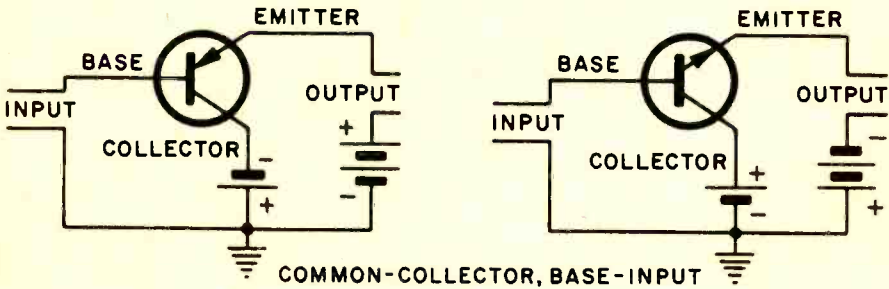 EMITTER
BASE
INPUT
OUTPUT
COLLECTOR
+
-
-
+
EMITTER
BASE
INPUT
OUTPUT
COLLECTOR
-
+
-
+
COMMON-COLLECTOR, BASE-INPUT